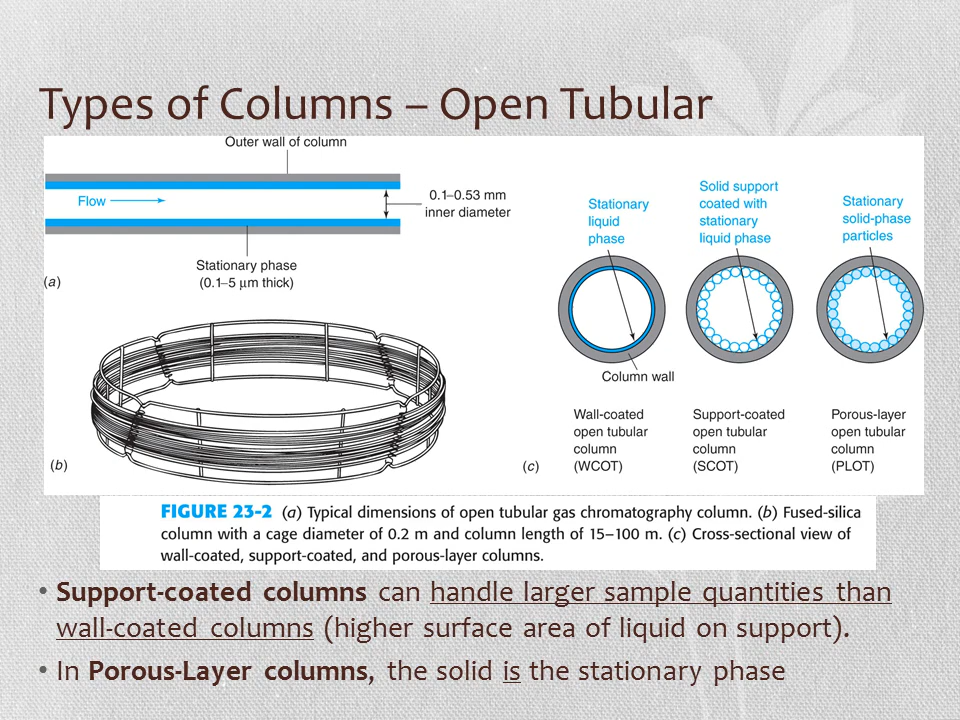 Types of Columns – Open Tubular
Outer wall of column
Flow
0.1–0.53 mm
inner diameter
Stationary phase
(0.1–5 μm thick)
(a)
(b)
Stationary
liquid
phase
Solid support
coated with
stationary
liquid phase
Stationary
solid-phase
particles
Column wall
(c)
Wall-coated
open tubular
column
(WCOT)
Support-coated
open tubular
column
(SCOT)
Porous-layer
open tubular
column
(PLOT)
FIGURE 23-2 (a) Typical dimensions of open tubular gas chromatography column. (b) Fused-silica
column with a cage diameter of 0.2 m and column length of 15–100 m. (c) Cross-sectional view of
wall-coated, support-coated, and porous-layer columns.
• Support-coated columns can handle larger sample quantities than
wall-coated columns (higher surface area of liquid on support).
• In Porous-Layer columns, the solid is the stationary phase